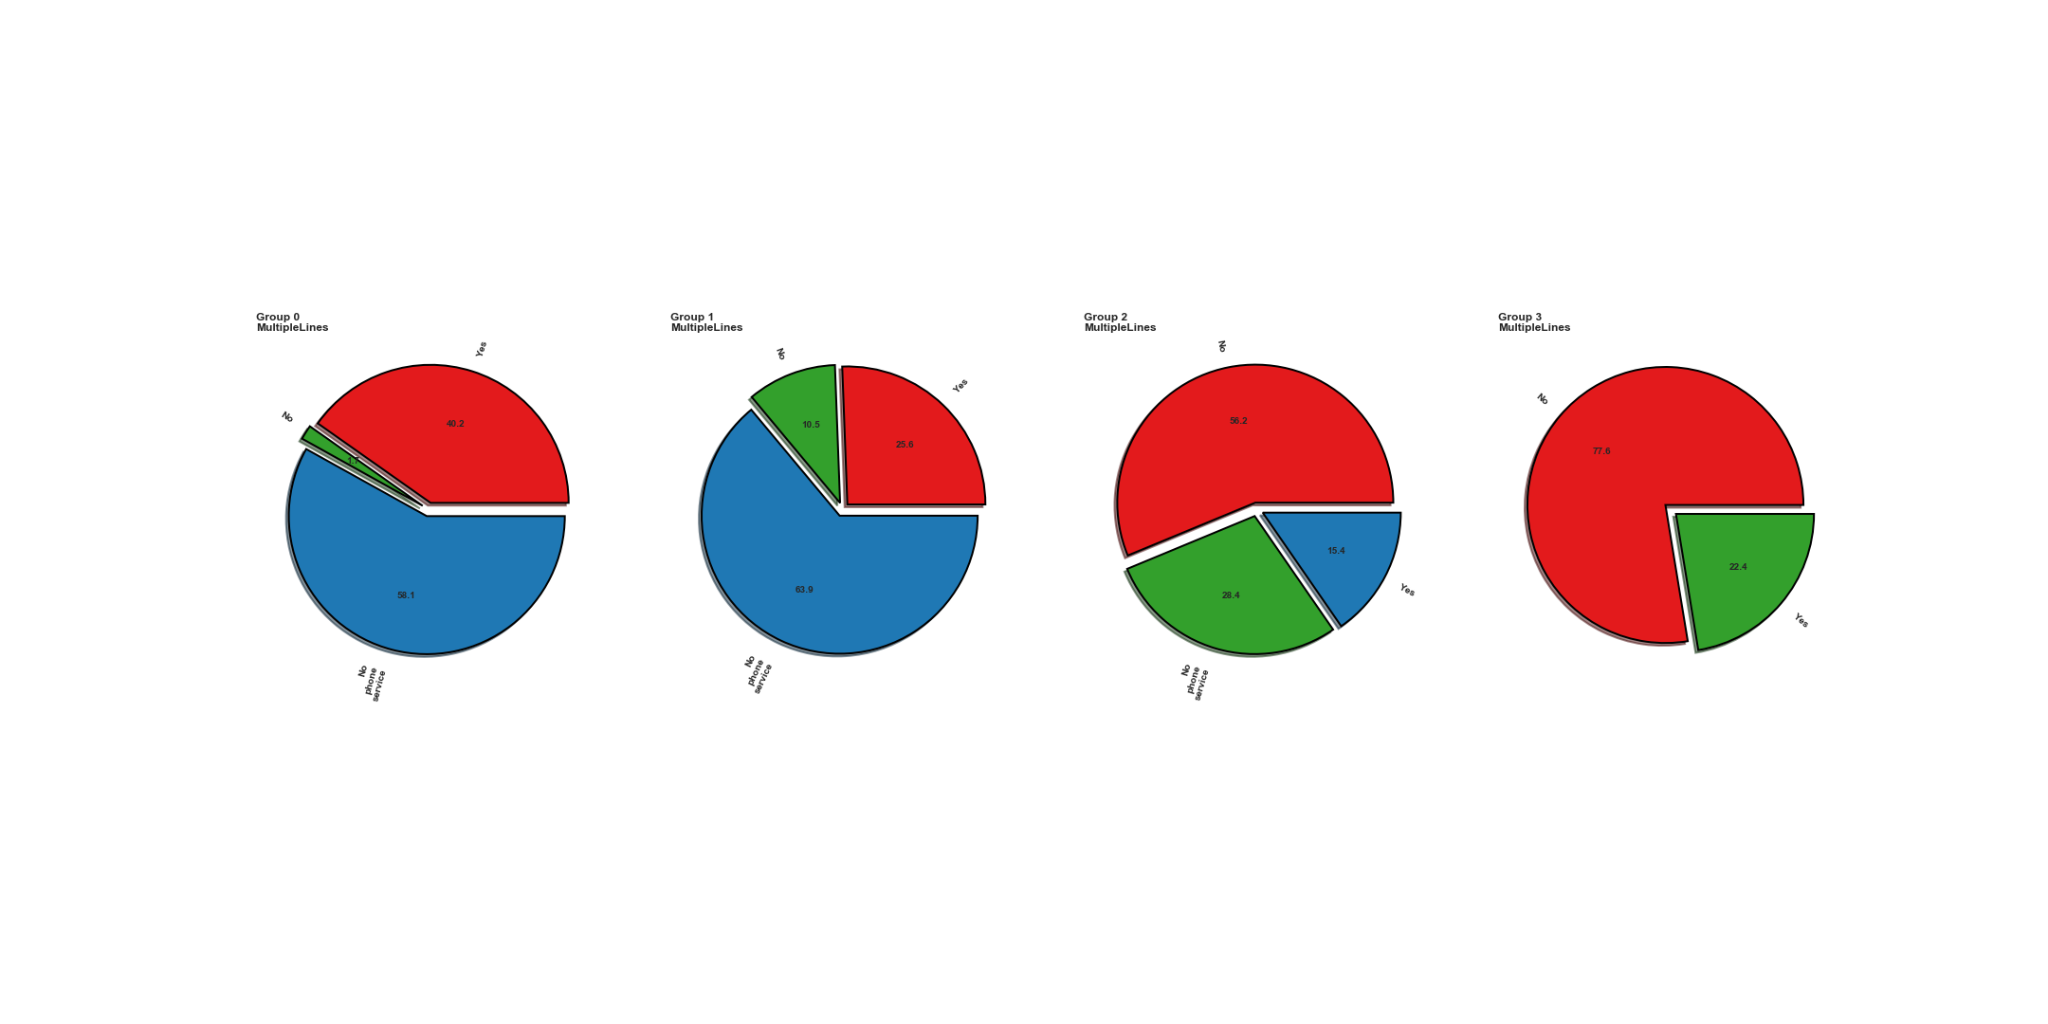 Group 0
MultipleLines
Yes
40.2
No
58.1
No
phone
service
Group 1
MultipleLines
Yes
25.6
No
10.5
63.9
No
phone
service
Group 2
MultipleLines
No
56.2
28.4
No
phone
service
15.4
Yes
Group 3
MultipleLines
No
77.6
22.4
Yes